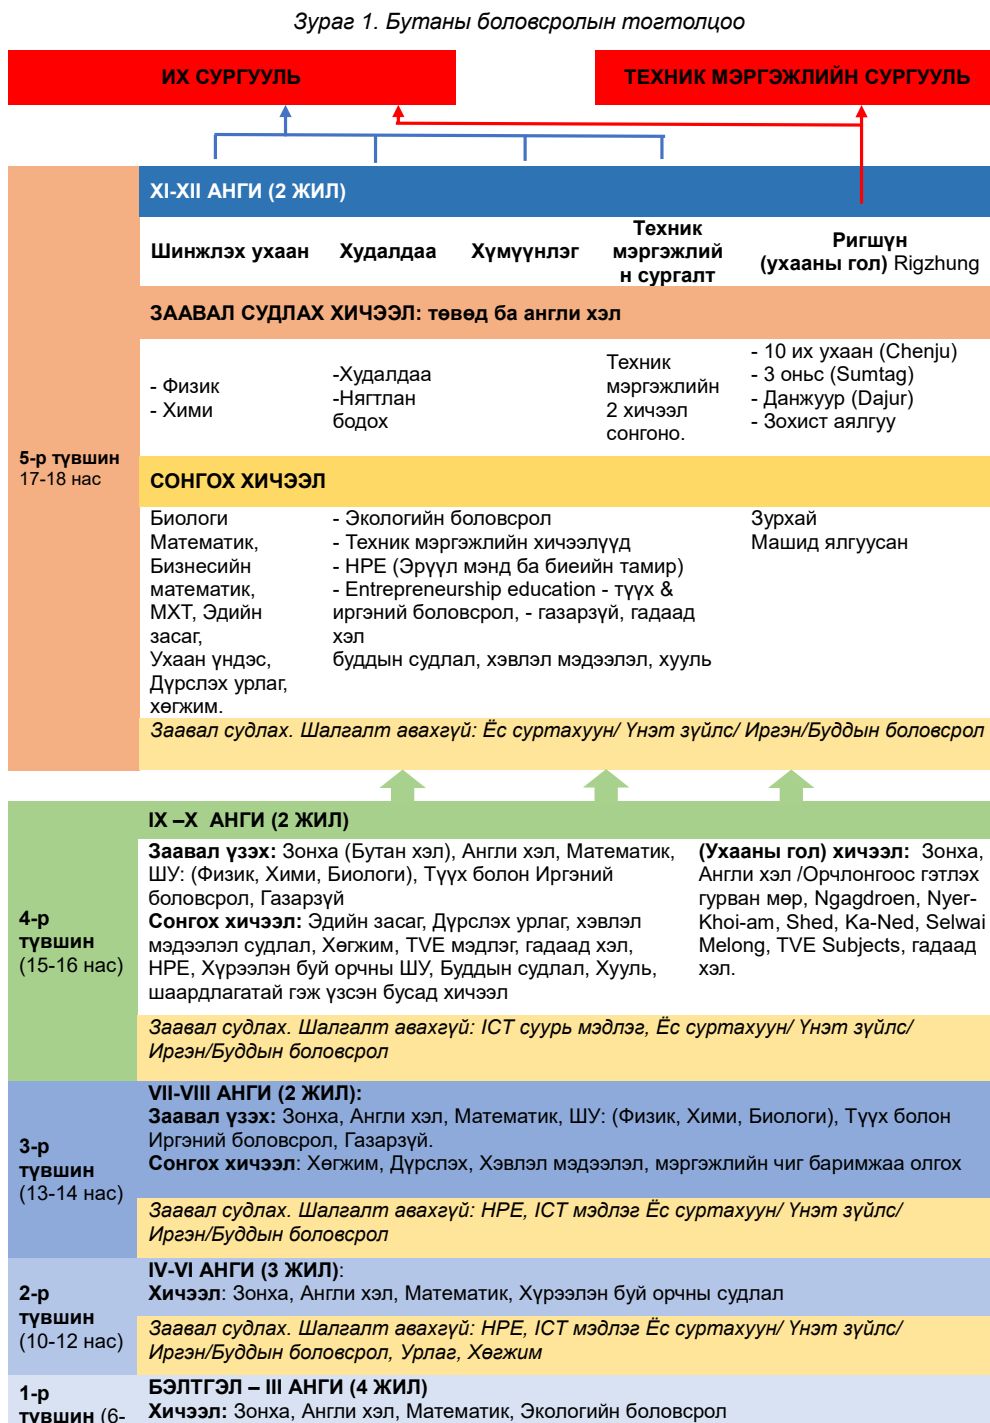 Зураг 1. Бутаны боловсролын тогтолцоо
ИХ СУРГУУЛЬ
ТЕХНИК МЭРГЭЖЛИЙН СУРГУУЛЬ
5-р түвшин
17-18 нас
XI-XII АНГИ (2 ЖИЛ)
Шинжлэх ухаан
Худалдаа
Хүмүүнлэг
Техник
мэргэжлий
н сургалт
Ригшүн
(ухааны гол) Rigzhung
ЗААВАЛ СУДЛАХ ХИЧЭЭЛ: төвөд ба англи хэл
- Физик
- Хими
-Худалдаа
-Нягтлан
бодох
Техник
мэргэжлийн
2 хичээл
сонгоно.
- 10 их ухаан (Chenju)
- 3 оньс (Sumtag)
- Данжуур (Dajur)
- Зохист аялгуу
СОНГОХ ХИЧЭЭЛ
Биологи
Математик,
Бизнесийн
математик,
МХТ, Эдийн
засаг,
Ухаан үндэс,
Дүрслэх урлаг,
хөгжим.
- Экологийн боловсрол
- Техник мэргэжлийн хичээлүүд
- HPE (Эрүүл мэнд ба биеийн тамир)
- Entrepreneurship education - түүх &
иргэний боловсрол, - газарзүй, гадаад
хэл
буддын судлал, хэвлэл мэдээлэл, хууль
Зурхай
Машид ялгуусан
Заавал судлах. Шалгалт авахгүй: Ёс суртахуун/ Үнэт зүйлс/ Иргэн/Буддын боловсрол
4-р
түвшин
(15-16 нас)
IX –X АНГИ (2 ЖИЛ)
Заавал үзэх: Зонха (Бутан хэл), Англи хэл, Математик,
ШУ: (Физик, Хими, Биологи), Түүх болон Иргэний
боловсрол, Газарзүй
Сонгох хичээл: Эдийн засаг, Дүрслэх урлаг, хэвлэл
мэдээлэл судлал, Хөгжим, TVE мэдлэг, гадаад хэл,
HPE, Хүрээлэн буй орчны ШУ, Буддын судлал, Хууль,
шаардлагатай гэж үзсэн бусад хичээл
(Ухааны гол) хичээл: Зонха,
Англи хэл /Орчлонгоос гэтлэх
гурван мөр, Ngagdroen, Nyer-
Khoi-am, Shed, Ka-Ned, Selwai
Melong, TVE Subjects, гадаад
хэл.
Заавал судлах. Шалгалт авахгүй: ICT суурь мэдлэг, Ёс суртахуун/ Үнэт зүйлс/
Иргэн/Буддын боловсрол
3-р
түвшин
(13-14 нас)
VII-VIII АНГИ (2 ЖИЛ):
Заавал үзэх: Зонха, Англи хэл, Математик, ШУ: (Физик, Хими, Биологи), Түүх болон
Иргэний боловсрол, Газарзүй.
Сонгох хичээл: Хөгжим, Дүрслэх, Хэвлэл мэдээлэл, мэргэжлийн чиг баримжаа олгох
Заавал судлах. Шалгалт авахгүй: HPE, ICT мэдлэг Ёс суртахуун/ Үнэт зүйлс/
Иргэн/Буддын боловсрол
2-р
түвшин
(10-12 нас)
IV-VI АНГИ (3 ЖИЛ):
Хичээл: Зонха, Англи хэл, Математик, Хүрээлэн буй орчны судлал
Заавал судлах. Шалгалт авахгүй: HPE, ICT мэдлэг Ёс суртахуун/ Үнэт зүйлс/
Иргэн/Буддын боловсрол, Урлаг, Хөгжим
1-р
түвшин (6-
БЭЛТГЭЛ – III АНГИ (4 ЖИЛ)
Хичээл: Зонха, Англи хэл, Математик, Экологийн боловсрол